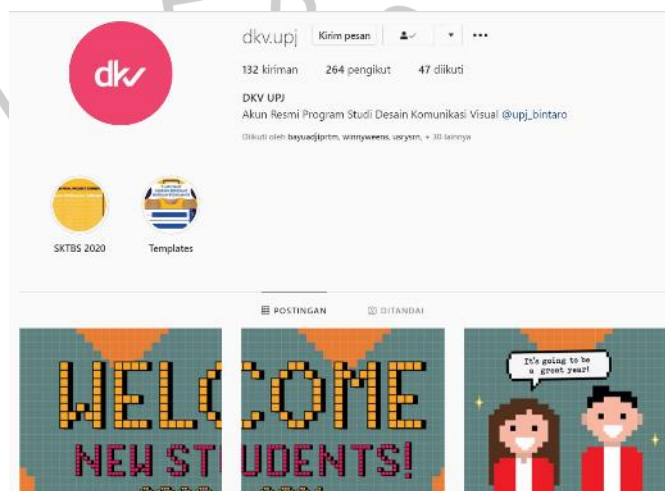 dkv.upj Kirim pesan
132 kiriman 264 pengikut 47 diikuti
DKV UPJ
Akun Resmi Program Studi Desain Komunikasi Visual @upj_bintaro
Diikuti oleh bayuadjiprtm, winnyweens, usrysrn, + 30 lainnya
dkv
SKTBS 2020 Templates
POSTINGAN DITANDAI
WELCOME
NEW STUDENTS!
It's going to be
a great year!